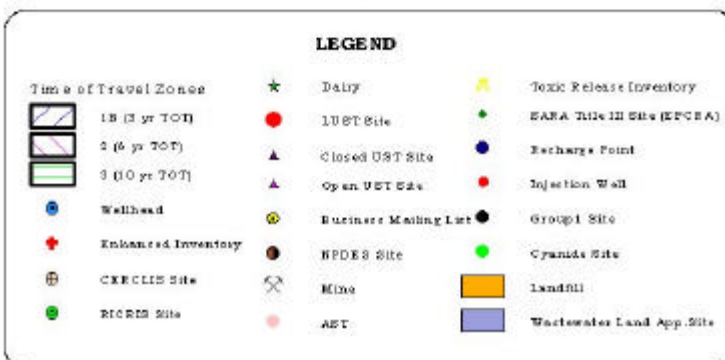 LEGEND
Time of Travel Zones
1B (3 yr TOT)
2 (6 yr TOT)
3 (10 yr TOT)
Wellhead
Enhanced Inventory
CERCLIS Site
RICRIS Site
Dairy
LUST Site
Closed UST Site
Open UST Site
Business Mailing List
NPDES Site
Mine
AST
Toxic Release Inventory
SARA Title III Site (EPCRA)
Recharge Point
Injection Well
Group1 Site
Cyanide Site
Landfill
Wastewater Land App. Site